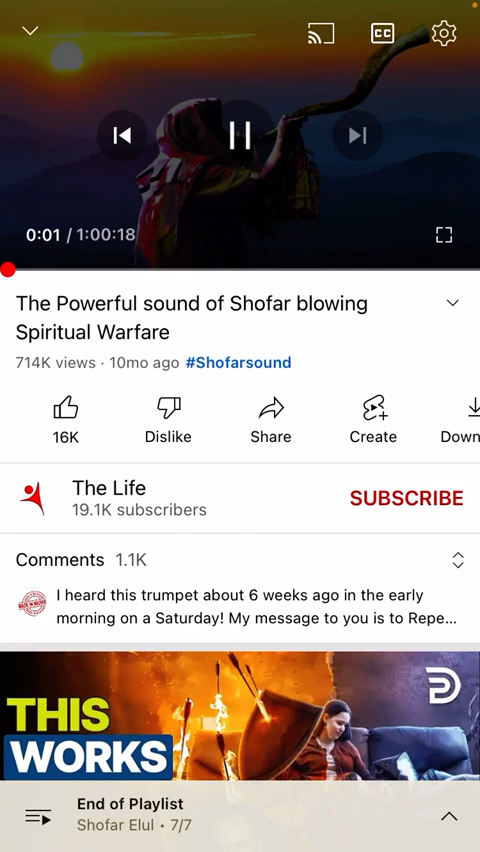 CC
0:01 / 1:00:18
The Powerful sound of Shofar blowing
Spiritual Warfare
714K views · 10mo ago #Shofarsound
16K
Dislike
Share
Create
Down
The Life
19.1K subscribers
SUBSCRIBE
Comments 1.1K
I heard this trumpet about 6 weeks ago in the early
morning on a Saturday! My message to you is to Repe...
THIS
WORKS
End of Playlist
Shofar Elul • 7/7